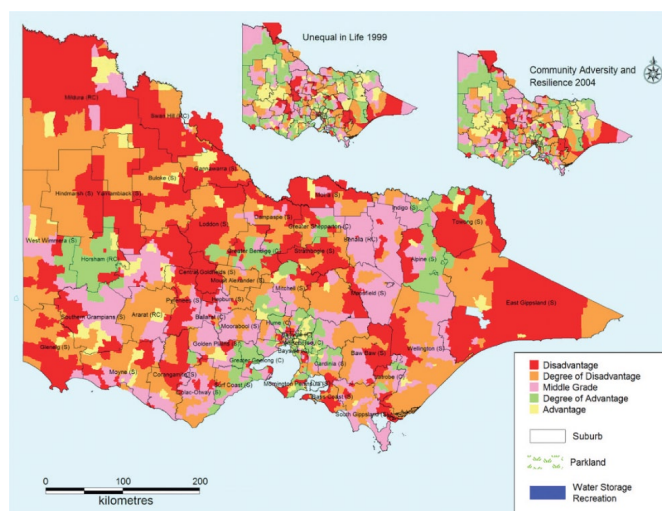 Unequal in Life 1999
Community Adversity and
Resilience 2004
Mildura (RC)
Swan Hill (RC)
Gannawarra (S)
Buloke (S)
Hindmarsh (S)
Yarriambiack (S)
Loddon (S)
Campaspe (S)
Moira (S)
Indigo (S)
Towong (S)
Greater Shepparton (C)
West Wimmera (S)
Horsham (RC)
Greater Bendigo (C)
Strathbogie (S)
Benalla (RC)
Alpine (S)
Central Goldfields (S)
Mount Alexander (S)
Mitchell (S)
Mansfield (S)
East Gippsland (S)
Southern Grampians (S)
Ararat (RC)
Pyrenees (S)
Hepburn (S)
Ballarat (C)
Moorabool (S)
Hume (C)
Wellington (S)
Glenelg (S)
Golden Plains (S)
Greater Geelong (C)
Bayside (C)
Cardinia (S)
Baw Baw (S)
Latrobe (C)
Moyne (S)
Corangamite (S)
Surf Coast (S)
Colac-Otway (S)
Mornington Peninsula (S)
Bass Coast (S)
South Gippsland (S)
Disadvantage
Degree of Disadvantage
Middle Grade
Degree of Advantage
Advantage
Suburb
Parkland
Water Storage
Recreation
0 100 200
kilometres